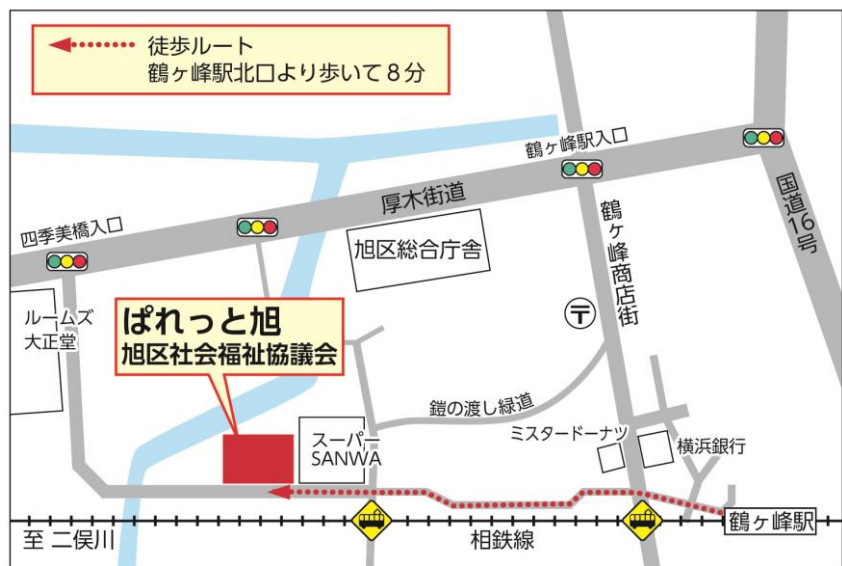 徒歩ルート
鶴ヶ峰駅北口より歩いて8分
鶴ヶ峰駅入口
厚木街道
国道16号
四季美橋入口
旭区総合庁舎
鶴ヶ峰商店街
ルームズ
大正堂
ぱれっと旭
旭区社会福祉協議会
〒
鎧の渡し緑道
スーパー
SANWA
ミスタードーナツ
横浜銀行
鶴ヶ峰駅
至 二俣川
相鉄線